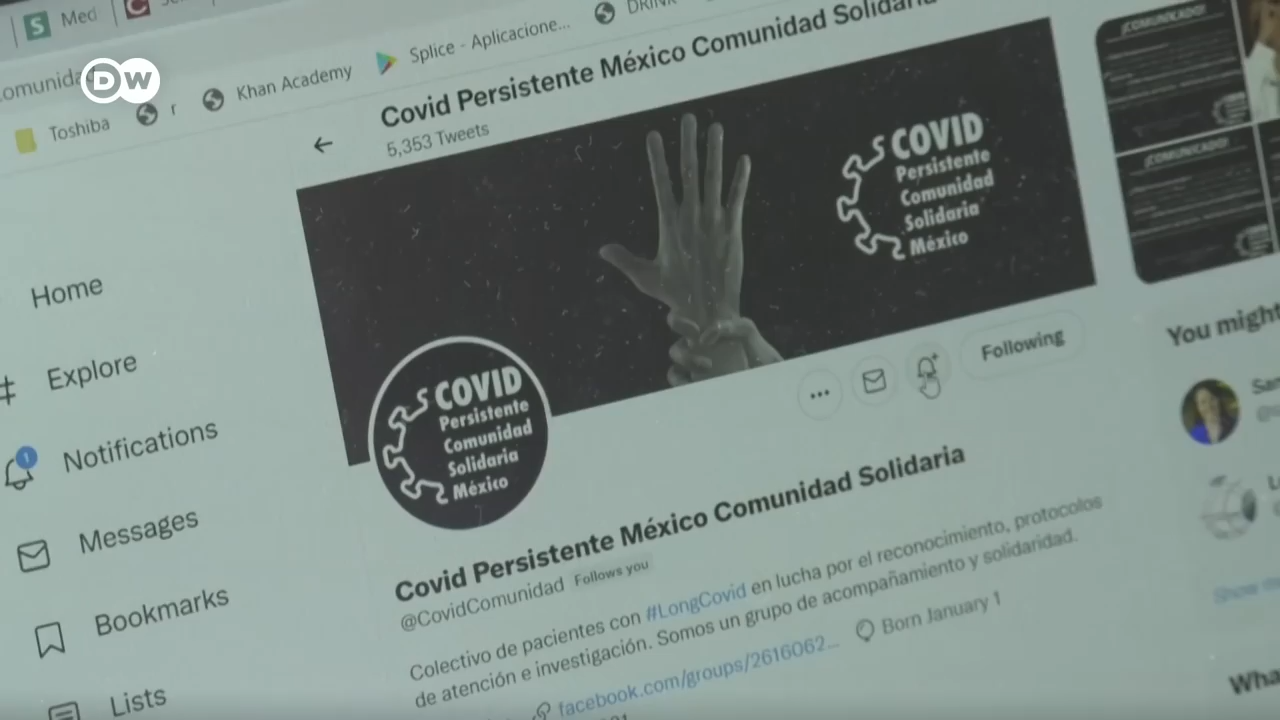 Med
Splice - Aplicacione...
DW
Khan Academy
Toshiba
r
Covid Persistente México Comunidad Solidaria
5,353 Tweets
¡COMUNICADO!
¡COMUNICADO!
COVID
Persistente
Comunidad
Solidaria
México
COVID
Persistente
Comunidad
Solidaria
México
Home
Explore
1
Notifications
Messages
Bookmarks
Lists
Following
You might
Covid Persistente México Comunidad Solidaria
@CovidComunidad Follows you
Colectivo de pacientes con #LongCovid en lucha por el reconocimiento, protocolos
de atención e investigación. Somos un grupo de acompañamiento y solidaridad.
facebook.com/groups/2616062... Born January 1